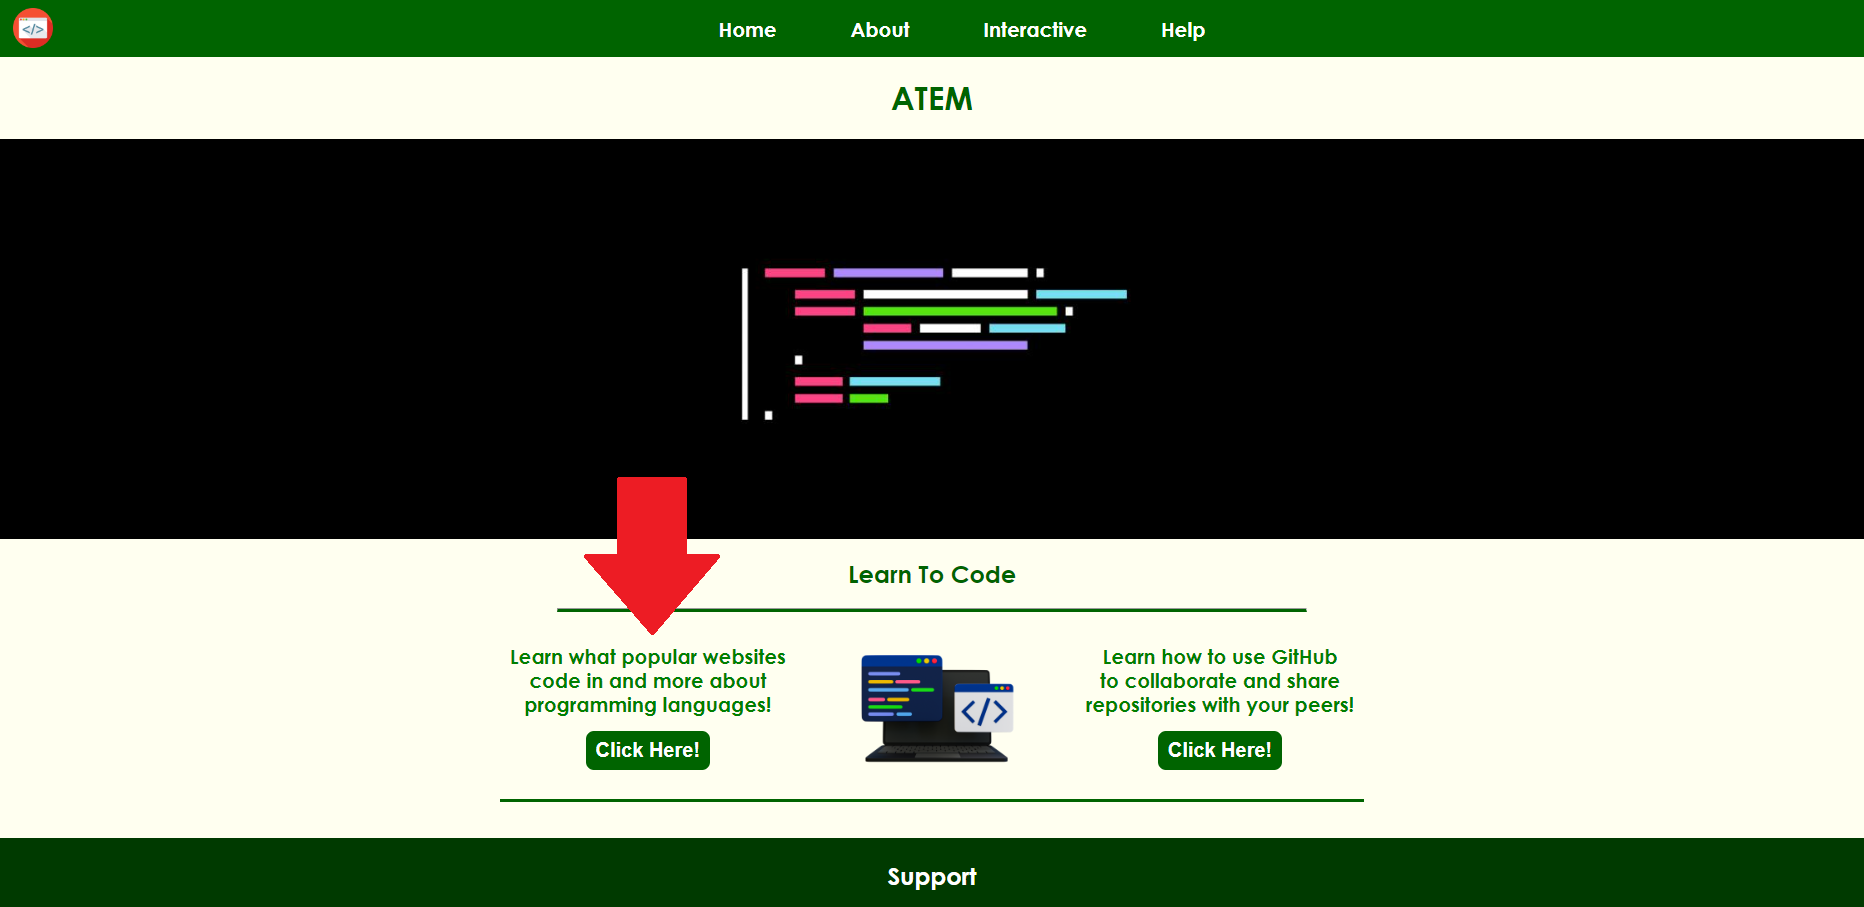 </>
Home About Interactive Help
ATEM
Learn To Code
Learn what popular websites
code in and more about
programming languages!
Click Here!
</>
Learn how to use GitHub
to collaborate and share
repositories with your peers!
Click Here!
Support